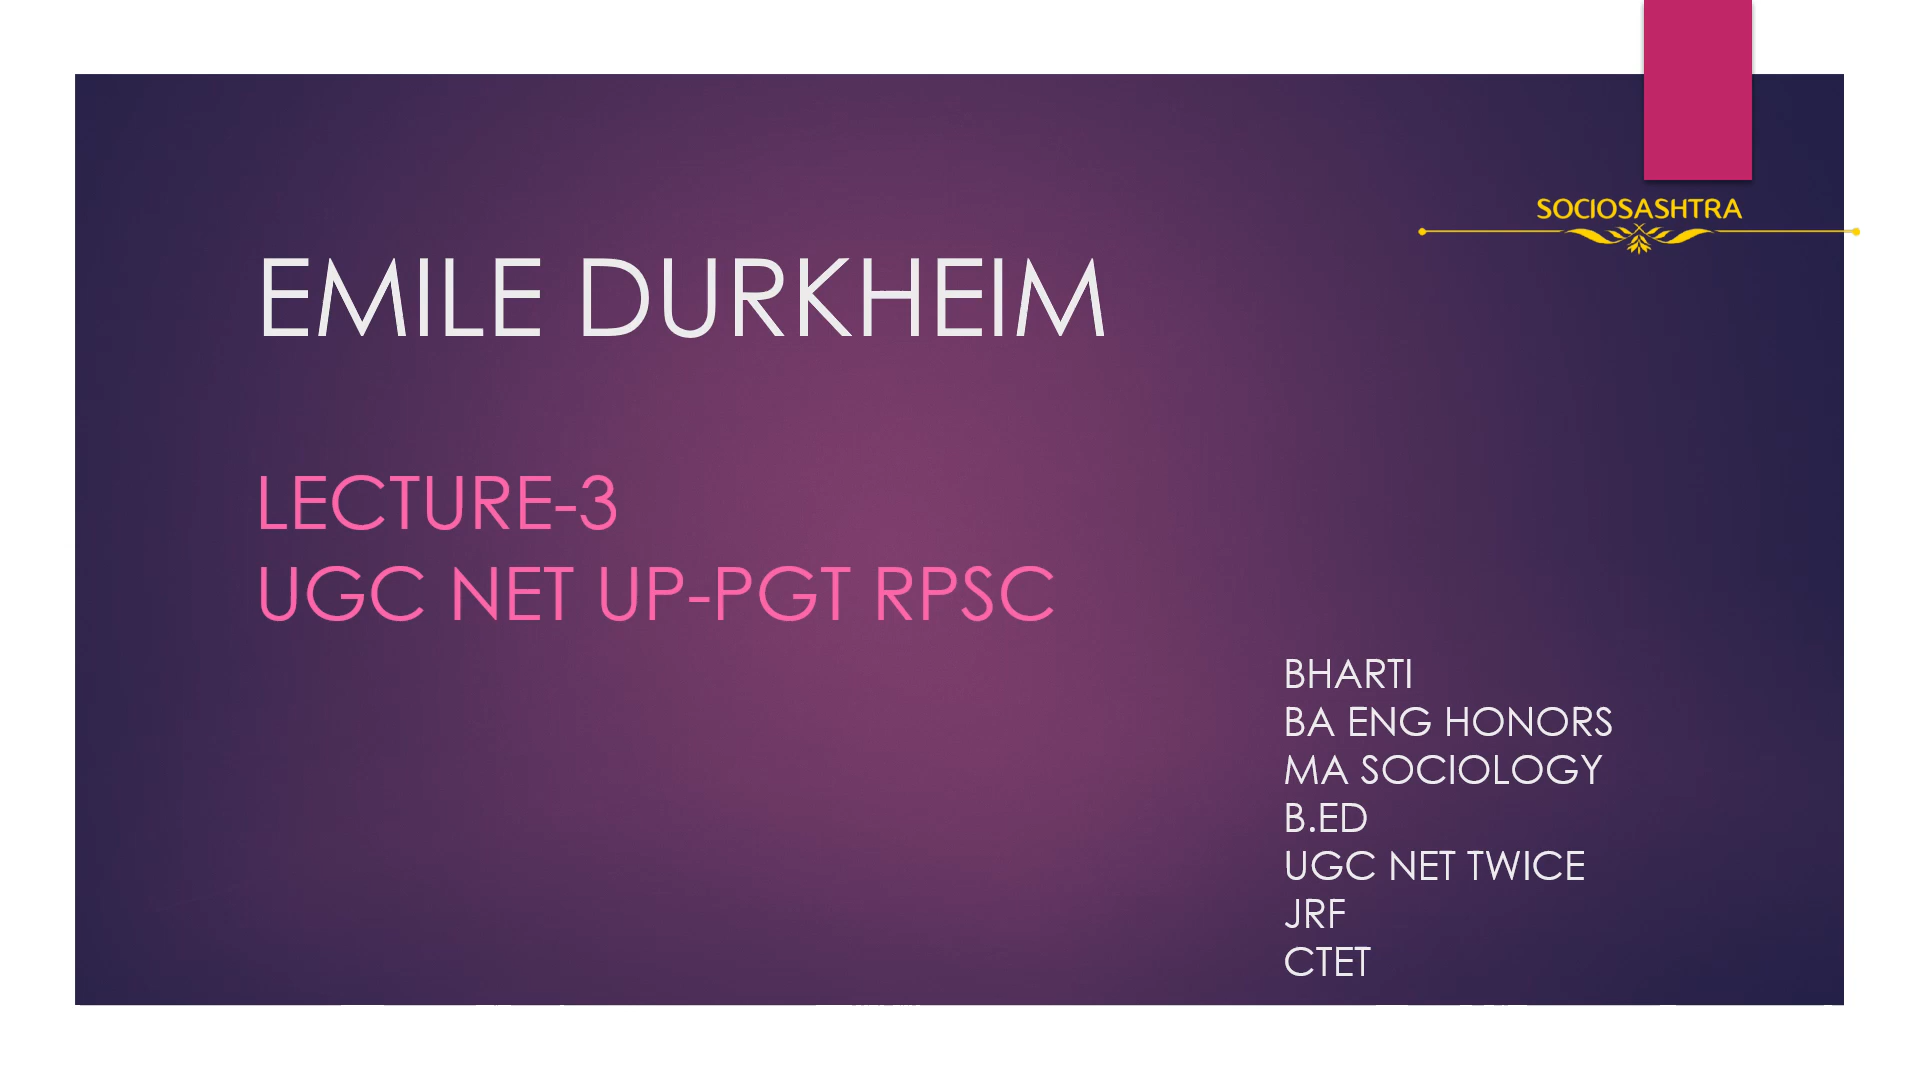 SOCIOSASHTRA
EMILE DURKHEIM
LECTURE-3
UGC NET UP-PGT RPSC
BHARTI
BA ENG HONORS
MA SOCIOLOGY
B.ED
UGC NET TWICE
JRF
CTET